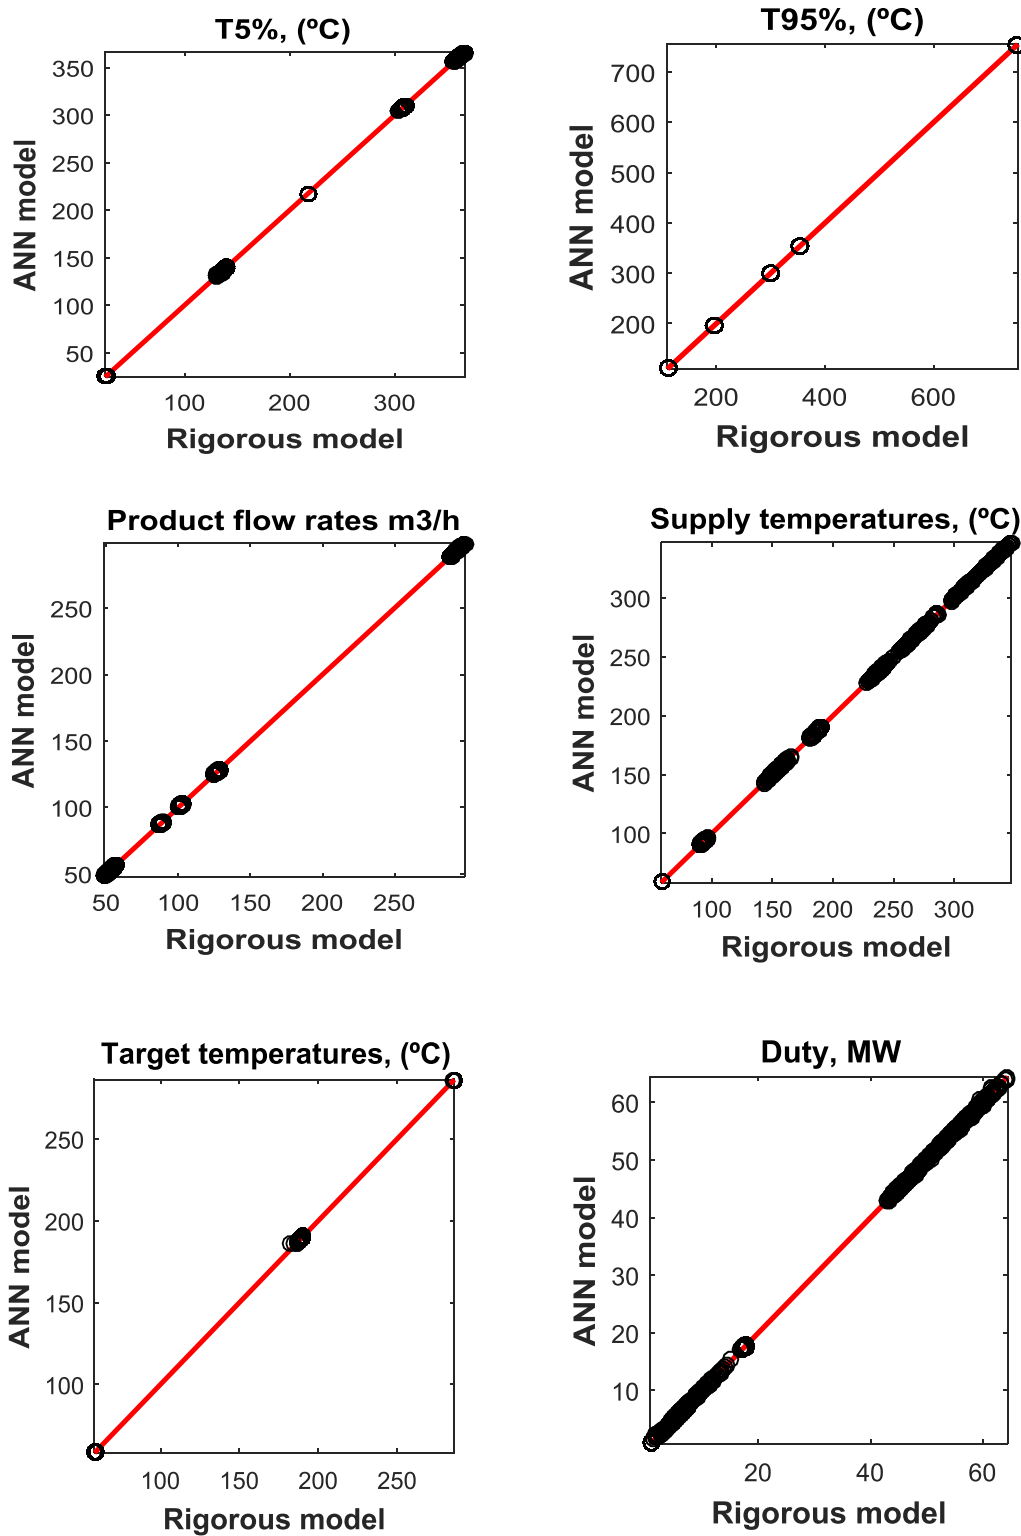 T5%, (ºC)
350
300
250
200
150
100
50
100 200 300
ANN model
Rigorous model
T95%, (ºC)
700
600
500
400
300
200
200 400 600
ANN model
Rigorous model
Product flow rates m3/h
250
200
150
100
50
50 100 150 200 250
ANN model
Rigorous model
Supply temperatures, (ºC)
300
250
200
150
100
100 150 200 250 300
ANN model
Rigorous model
Target temperatures, (ºC)
250
200
150
100
100 150 200 250
ANN model
Rigorous model
Duty, MW
60
50
40
30
20
10
20 40 60
ANN model
Rigorous model